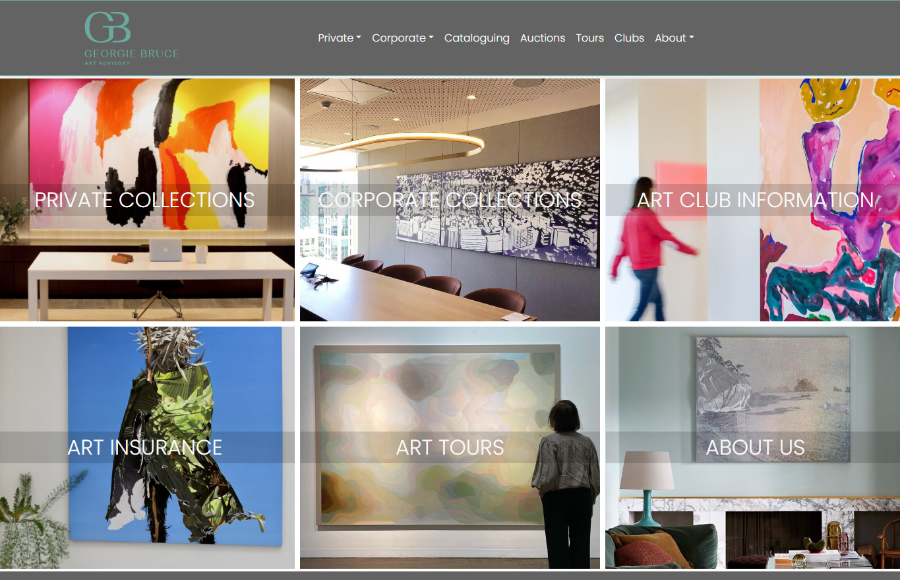 GB
GEORGIE BRUCE
ART ADVISORY
Private Corporate Cataloguing Auctions Tours Clubs About
PRIVATE COLLECTIONS
CORPORATE COLLECTIONS
ART CLUB INFORMATION
ART INSURANCE
ART TOURS
ABOUT US